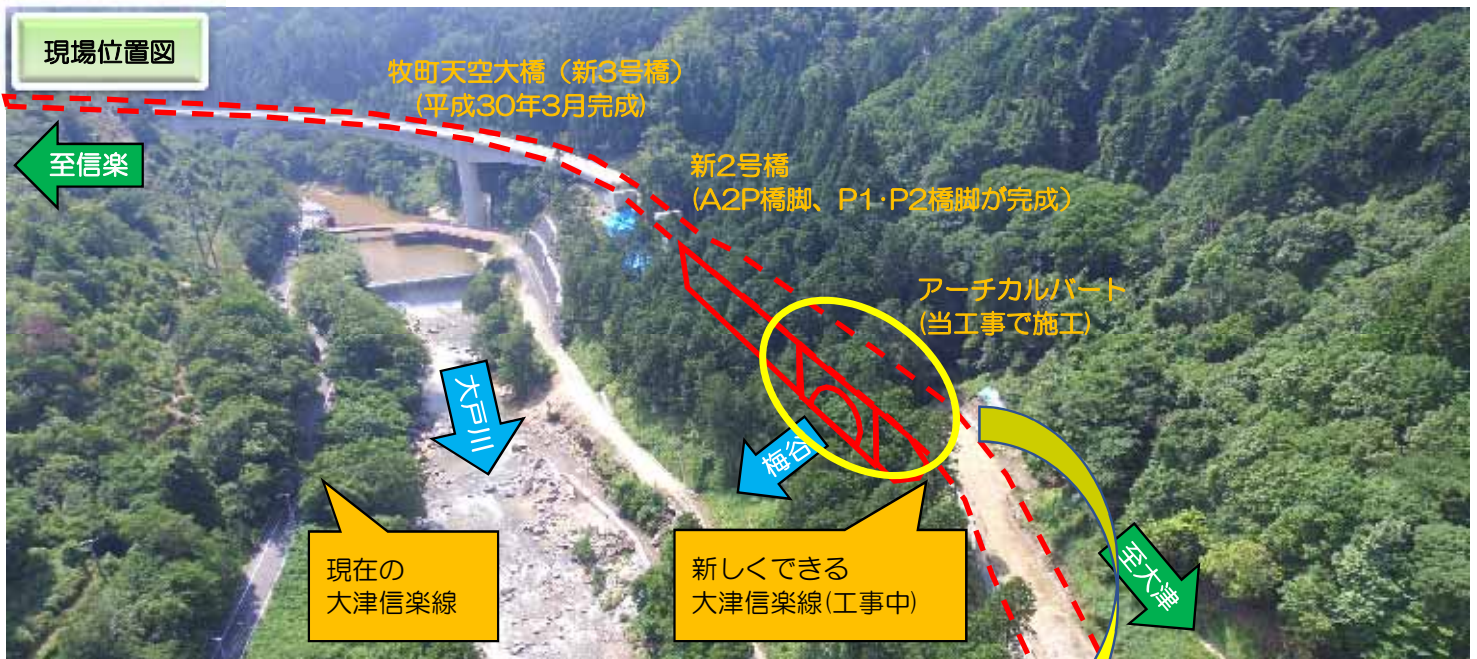 現場位置図
牧町天空大橋（新3号橋）
(平成30年3月完成)
至信楽
新2号橋
(A2P橋脚、P1・P2橋脚が完成）
アーチカルバート
(当工事で施工)
大戸川
梅谷
現在の
大津信楽線
新しくできる
大津信楽線(工事中)
至大津